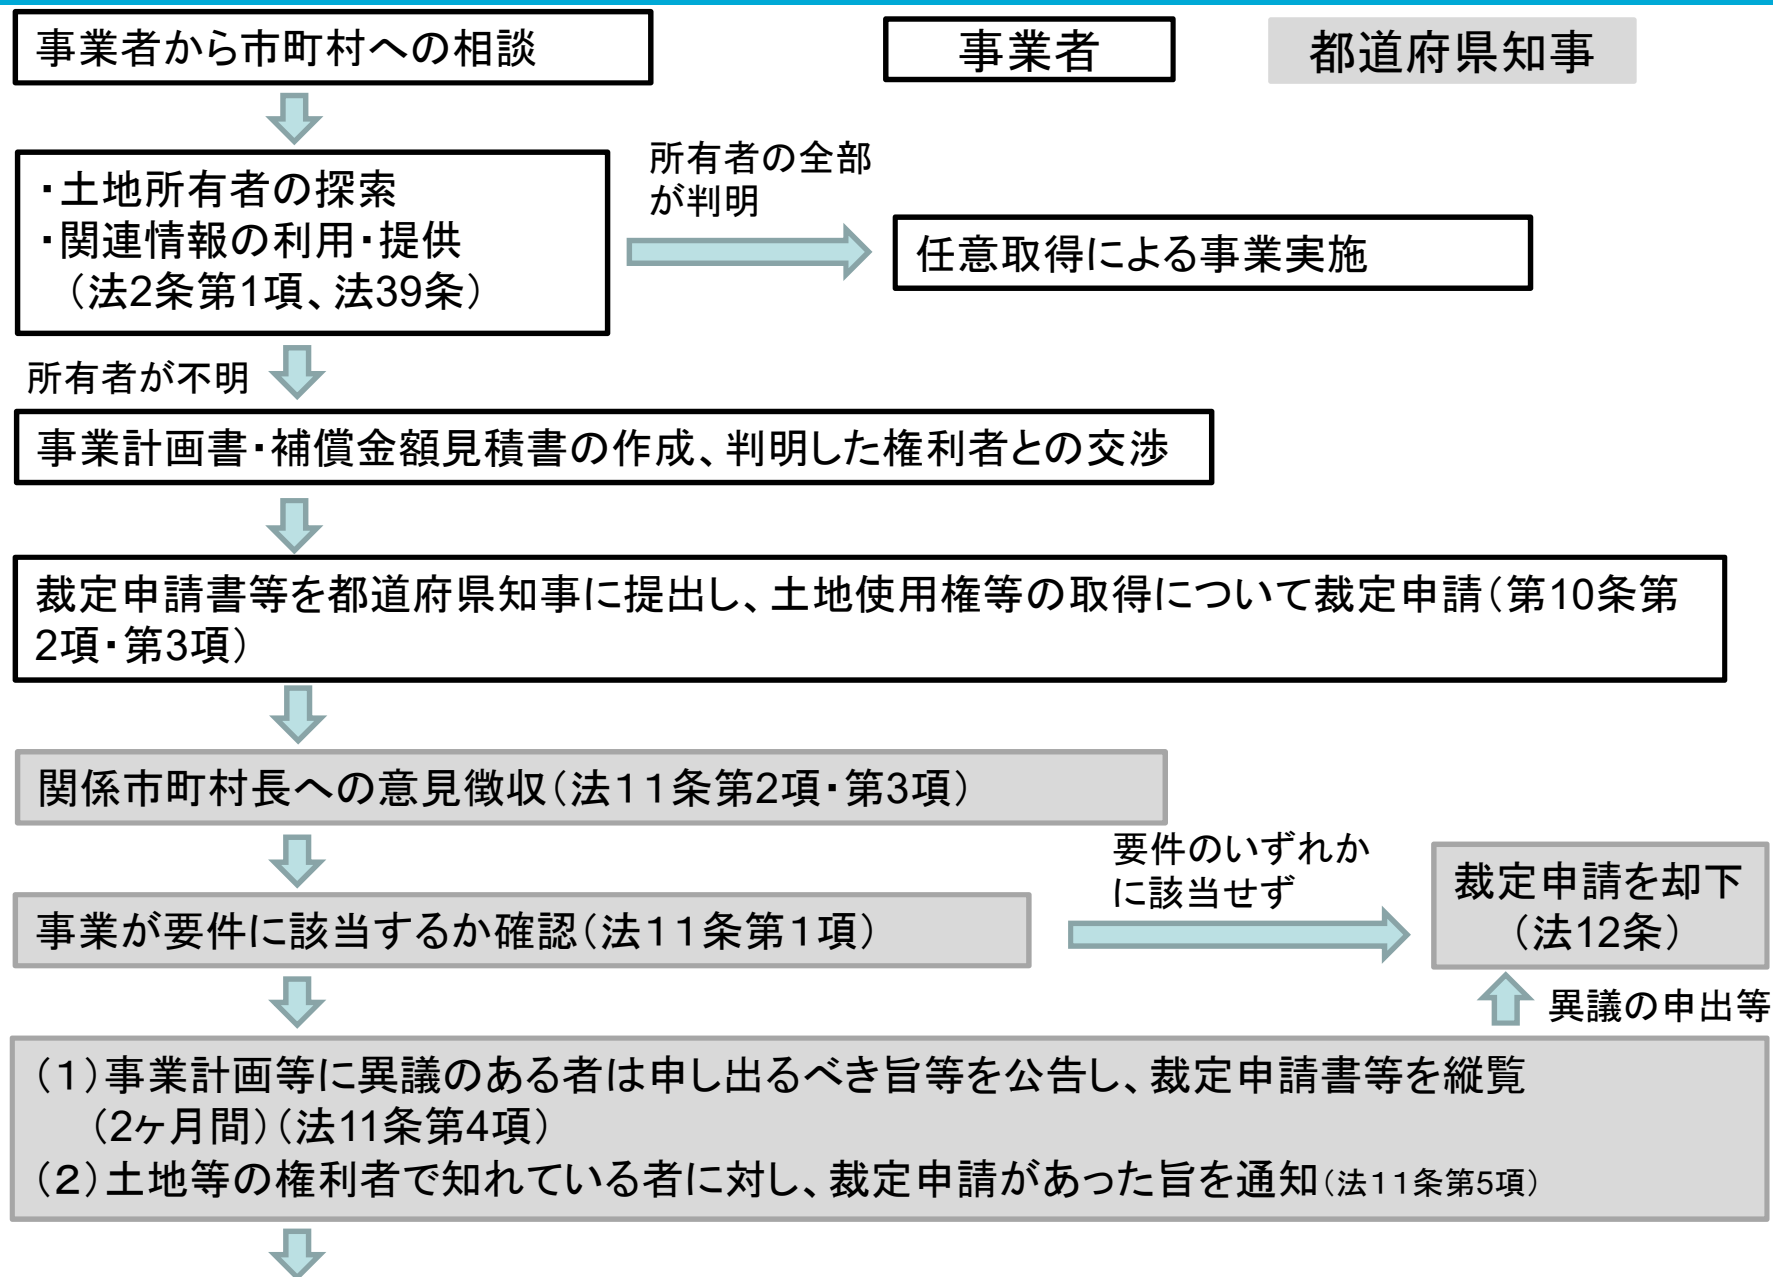 事業者から市町村への相談
事業者
都道府県知事
・土地所有者の探索
・関連情報の利用・提供
（法2条第1項、法39条）
所有者の全部
が判明
任意取得による事業実施
所有者が不明
事業計画書・補償金額見積書の作成、判明した権利者との交渉
裁定申請書等を都道府県知事に提出し、土地使用権等の取得について裁定申請（第10条第
2項・第3項）
関係市町村長への意見徴収（法１１条第2項・第3項）
事業が要件に該当するか確認（法１１条第１項）
要件のいずれか
に該当せず
裁定申請を却下
（法12条）
異議の申出等
（１）事業計画等に異議のある者は申し出るべき旨等を公告し、裁定申請書等を縦覧
（2ヶ月間）（法11条第4項）
（２）土地等の権利者で知れている者に対し、裁定申請があった旨を通知（法１１条第5項）